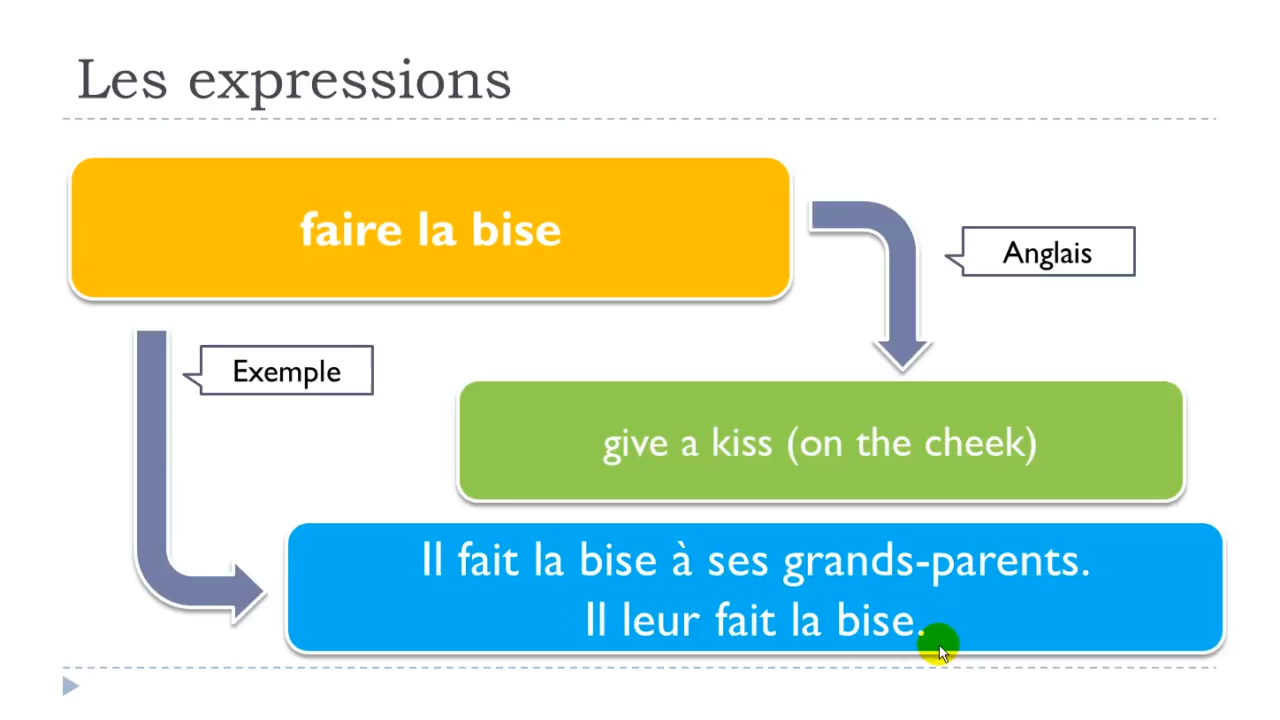 Les expressions
faire la bise
Anglais
Exemple
give a kiss (on the cheek)
Il fait la bise à ses grands-parents.
Il leur fait la bise.